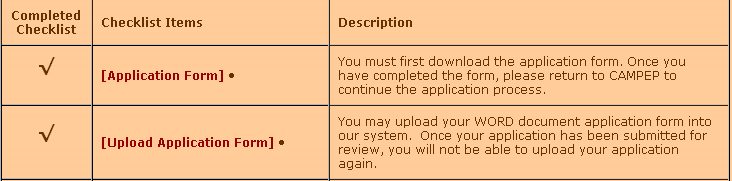 Completed Checklist
Checklist Items
Description
√
[Application Form] •
You must first download the application form. Once you
have completed the form, please return to CAMPEP to
continue the application process.
√
[Upload Application Form] •
You may upload your WORD document application form into
our system.  Once your application has been submitted for
review, you will not be able to upload your application
again.